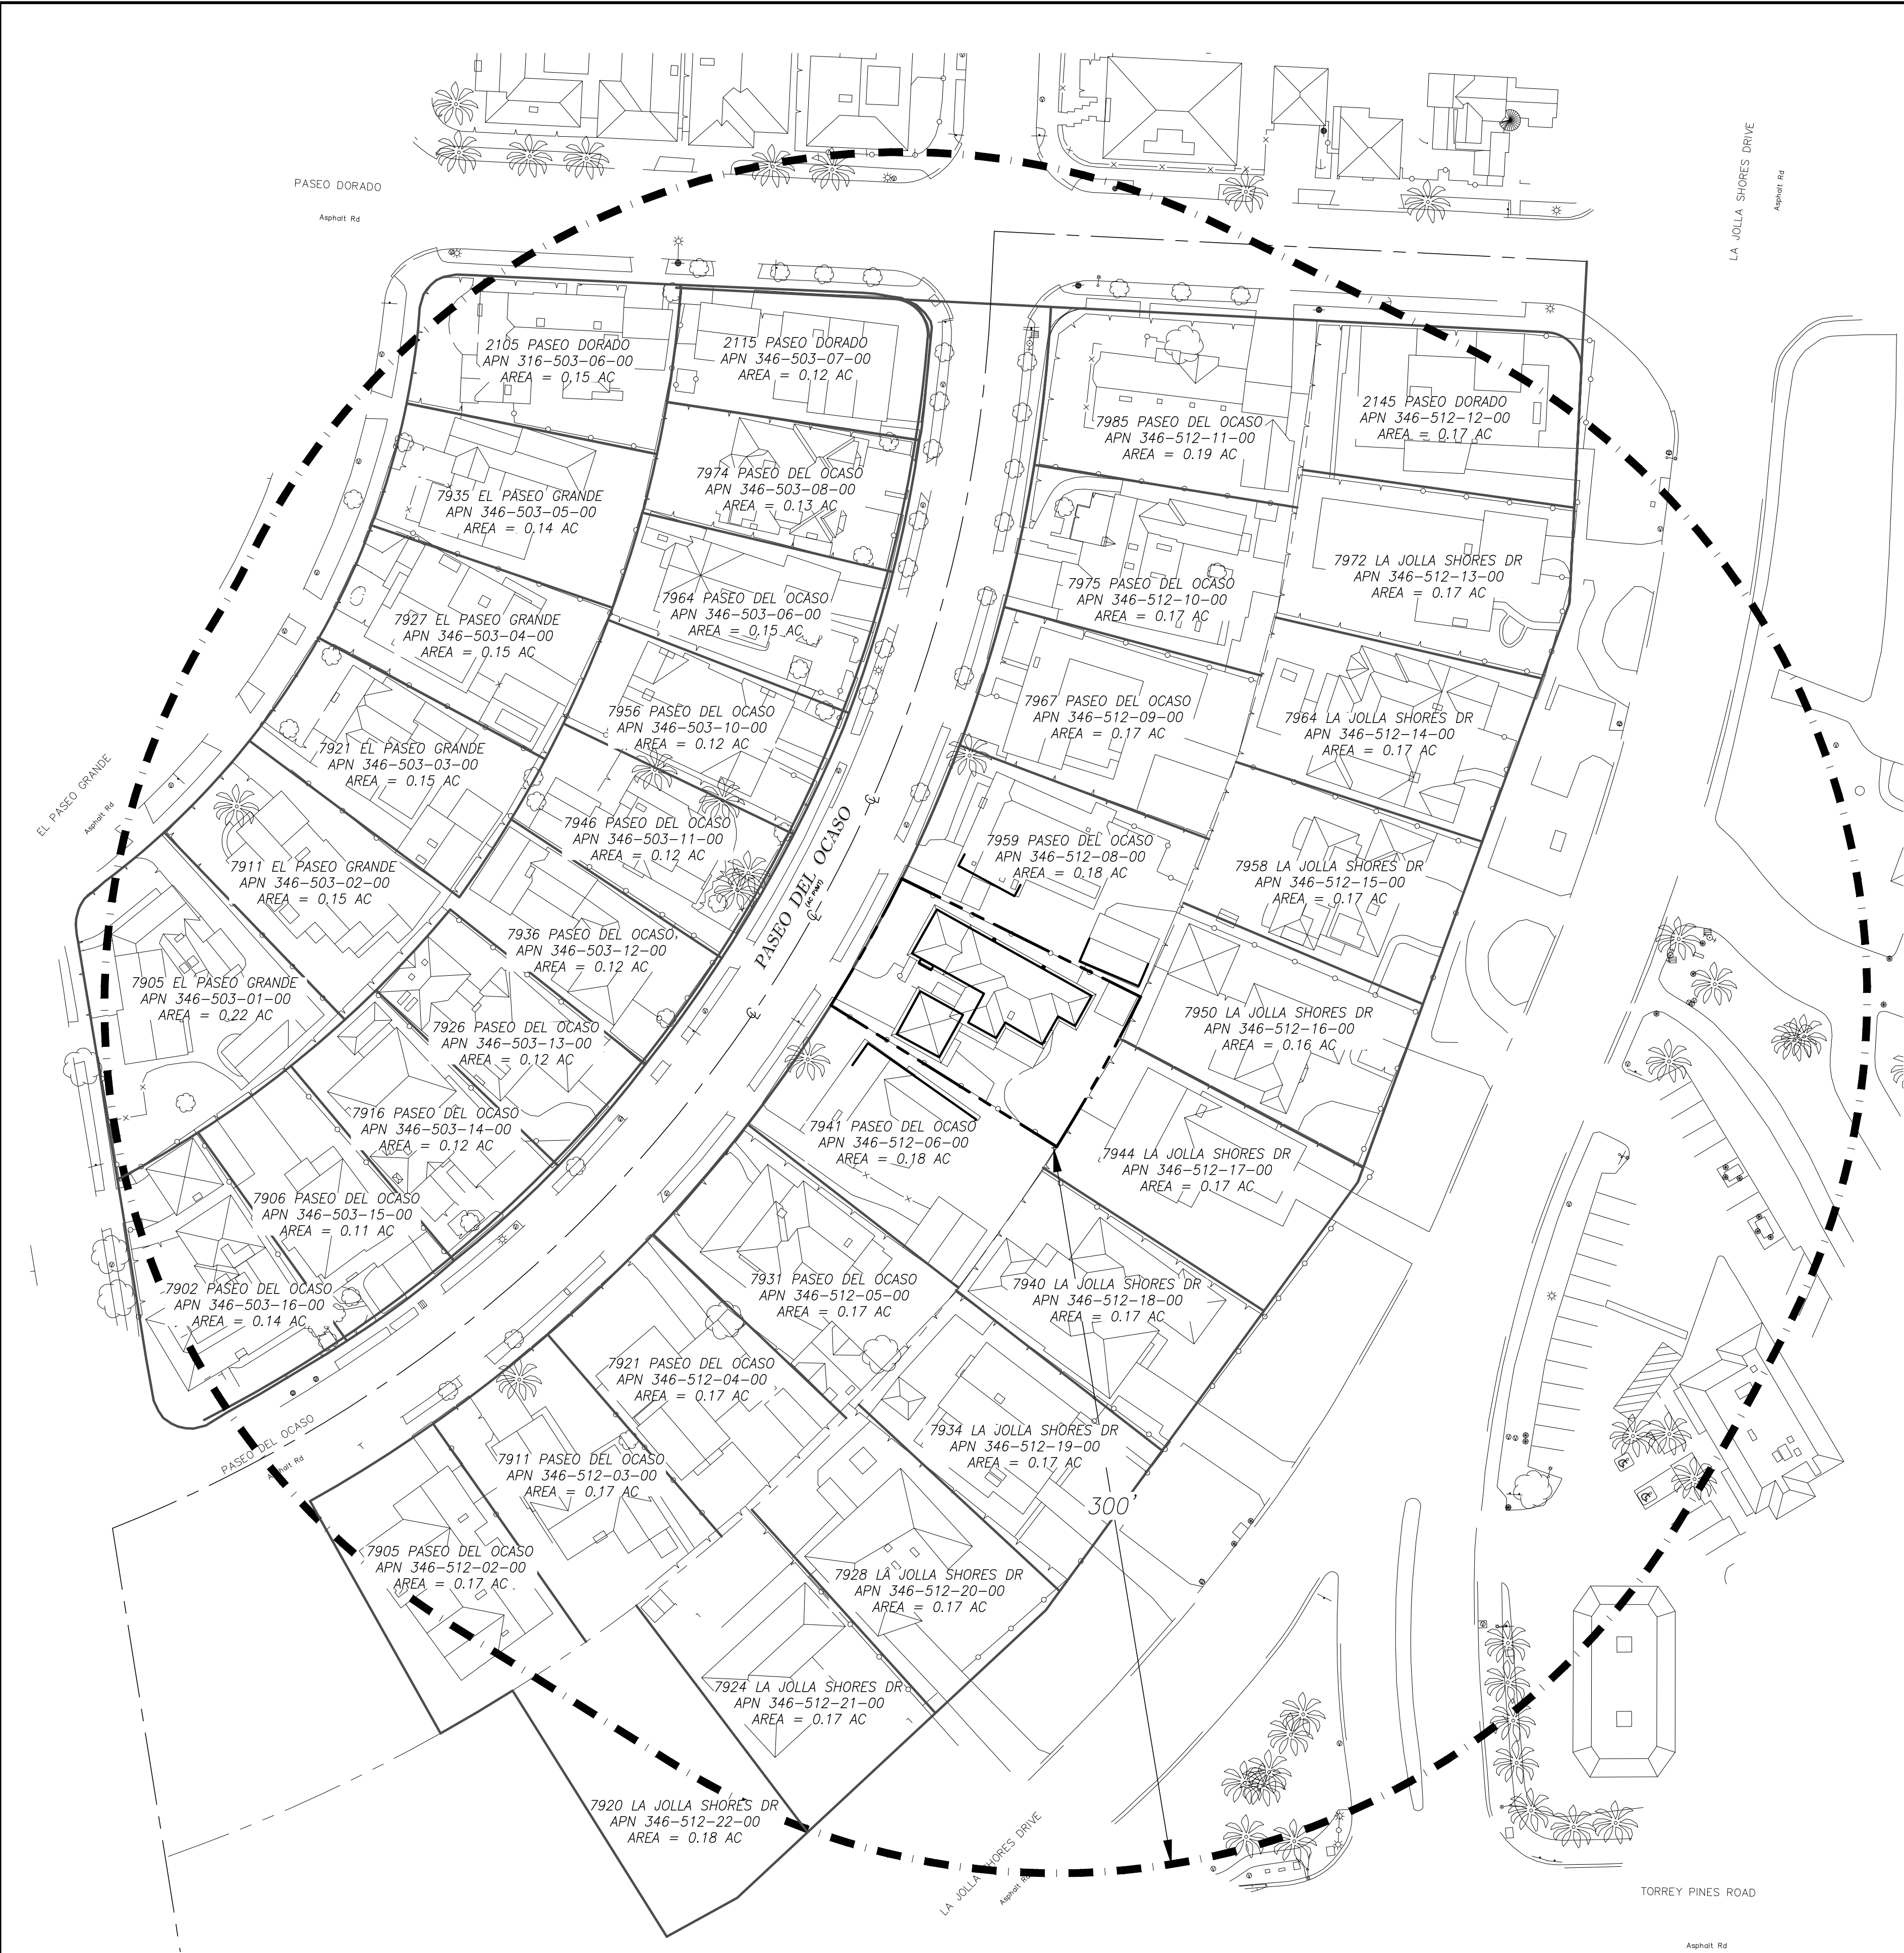 PASEO DORADO
Asphalt Rd
LA JOLLA SHORES DRIVE
Asphalt Rd
2105 PASEO DORADO
APN 316-503-06-00
AREA = 0.15 AC
2115 PASEO DORADO
APN 346-503-07-00
AREA = 0.12 AC
7985 PASEO DEL OCASO
APN 346-512-11-00
AREA = 0.19 AC
2145 PASEO DORADO
APN 346-512-12-00
AREA = 0.17 AC
7935 EL PASEO GRANDE
APN 346-503-05-00
AREA = 0.14 AC
7974 PASEO DEL OCASO
APN 346-503-08-00
AREA = 0.13 AC
7975 PASEO DEL OCASO
APN 346-512-10-00
AREA = 0.17 AC
7972 LA JOLLA SHORES DR
APN 346-512-13-00
AREA = 0.17 AC
7927 EL PASEO GRANDE
APN 346-503-04-00
AREA = 0.15 AC
7964 PASEO DEL OCASO
APN 346-503-06-00
AREA = 0.15 AC
7967 PASEO DEL OCASO
APN 346-512-09-00
AREA = 0.17 AC
7964 LA JOLLA SHORES DR
APN 346-512-14-00
AREA = 0.17 AC
7921 EL PASEO GRANDE
APN 346-503-03-00
AREA = 0.15 AC
7956 PASEO DEL OCASO
APN 346-503-10-00
AREA = 0.12 AC
EL PASEO GRANDE
Asphalt Rd
7946 PASEO DEL OCASO
APN 346-503-11-00
AREA = 0.12 AC
PASEO DEL OCASO
(AC PVMT)
7959 PASEO DEL OCASO
APN 346-512-08-00
AREA = 0.18 AC
7958 LA JOLLA SHORES DR
APN 346-512-15-00
AREA = 0.17 AC
7911 EL PASEO GRANDE
APN 346-503-02-00
AREA = 0.15 AC
7936 PASEO DEL OCASO
APN 346-503-12-00
AREA = 0.12 AC
7905 EL PASEO GRANDE
APN 346-503-01-00
AREA = 0.22 AC
7926 PASEO DEL OCASO
APN 346-503-13-00
AREA = 0.12 AC
7950 LA JOLLA SHORES DR
APN 346-512-16-00
AREA = 0.16 AC
7916 PASEO DEL OCASO
APN 346-503-14-00
AREA = 0.12 AC
7941 PASEO DEL OCASO
APN 346-512-06-00
AREA = 0.18 AC
7944 LA JOLLA SHORES DR
APN 346-512-17-00
AREA = 0.17 AC
7906 PASEO DEL OCASO
APN 346-503-15-00
AREA = 0.11 AC
7902 PASEO DEL OCASO
APN 346-503-16-00
AREA = 0.14 AC
7931 PASEO DEL OCASO
APN 346-512-05-00
AREA = 0.17 AC
7940 LA JOLLA SHORES DR
APN 346-512-18-00
AREA = 0.17 AC
7921 PASEO DEL OCASO
APN 346-512-04-00
AREA = 0.17 AC
PASEO DEL OCASO
Asphalt Rd
7911 PASEO DEL OCASO
APN 346-512-03-00
AREA = 0.17 AC
7934 LA JOLLA SHORES DR
APN 346-512-19-00
AREA = 0.17 AC
300'
7905 PASEO DEL OCASO
APN 346-512-02-00
AREA = 0.17 AC
7928 LA JOLLA SHORES DR
APN 346-512-20-00
AREA = 0.17 AC
7924 LA JOLLA SHORES DR
APN 346-512-21-00
AREA = 0.17 AC
7920 LA JOLLA SHORES DR
APN 346-512-22-00
AREA = 0.18 AC
LA JOLLA SHORES DRIVE
Asphalt Rd
TORREY PINES ROAD
Asphalt Rd